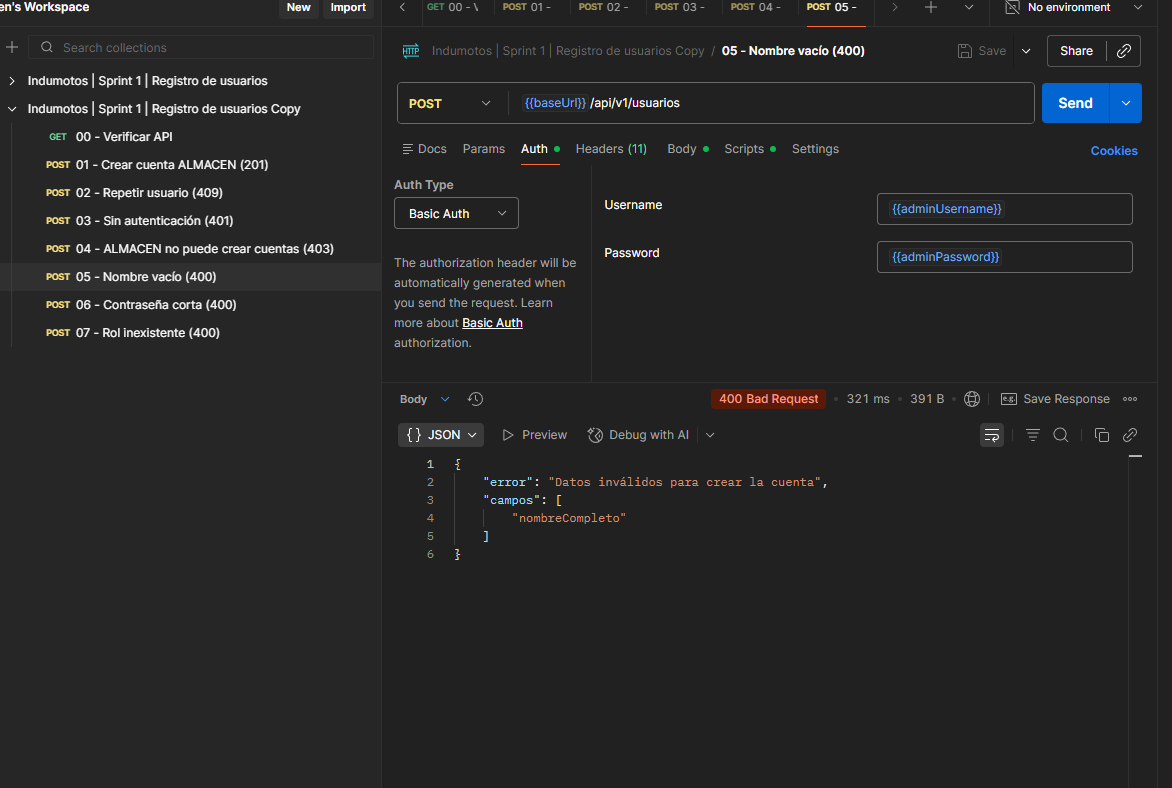 en's Workspace
New
Import
Search collections
Indumotos | Sprint 1 | Registro de usuarios
Indumotos | Sprint 1 | Registro de usuarios Copy
GET 00 - Verificar API
POST 01 - Crear cuenta ALMACEN (201)
POST 02 - Repetir usuario (409)
POST 03 - Sin autenticación (401)
POST 04 - ALMACEN no puede crear cuentas (403)
POST 05 - Nombre vacío (400)
POST 06 - Contraseña corta (400)
POST 07 - Rol inexistente (400)
GET 00 - \
POST 01 -
POST 02 -
POST 03 -
POST 04 -
POST 05 -
No environment
HTTP
Indumotos | Sprint 1 | Registro de usuarios Copy / 05 - Nombre vacío (400)
Save
Share
POST
{{baseUrl}} /api/v1/usuarios
Send
Docs
Params
Auth
Headers (11)
Body
Scripts
Settings
Cookies
Auth Type
Basic Auth
The authorization header will be
automatically generated when
you send the request. Learn
more about Basic Auth
authorization.
Username
{{adminUsername}}
Password
{{adminPassword}}
Body
400 Bad Request
321 ms
391 B
e.g.
Save Response
{} JSON
Preview
Debug with AI
1 {
2 "error": "Datos inválidos para crear la cuenta",
3 "campos": [
4 "nombreCompleto"
5 ]
6 }